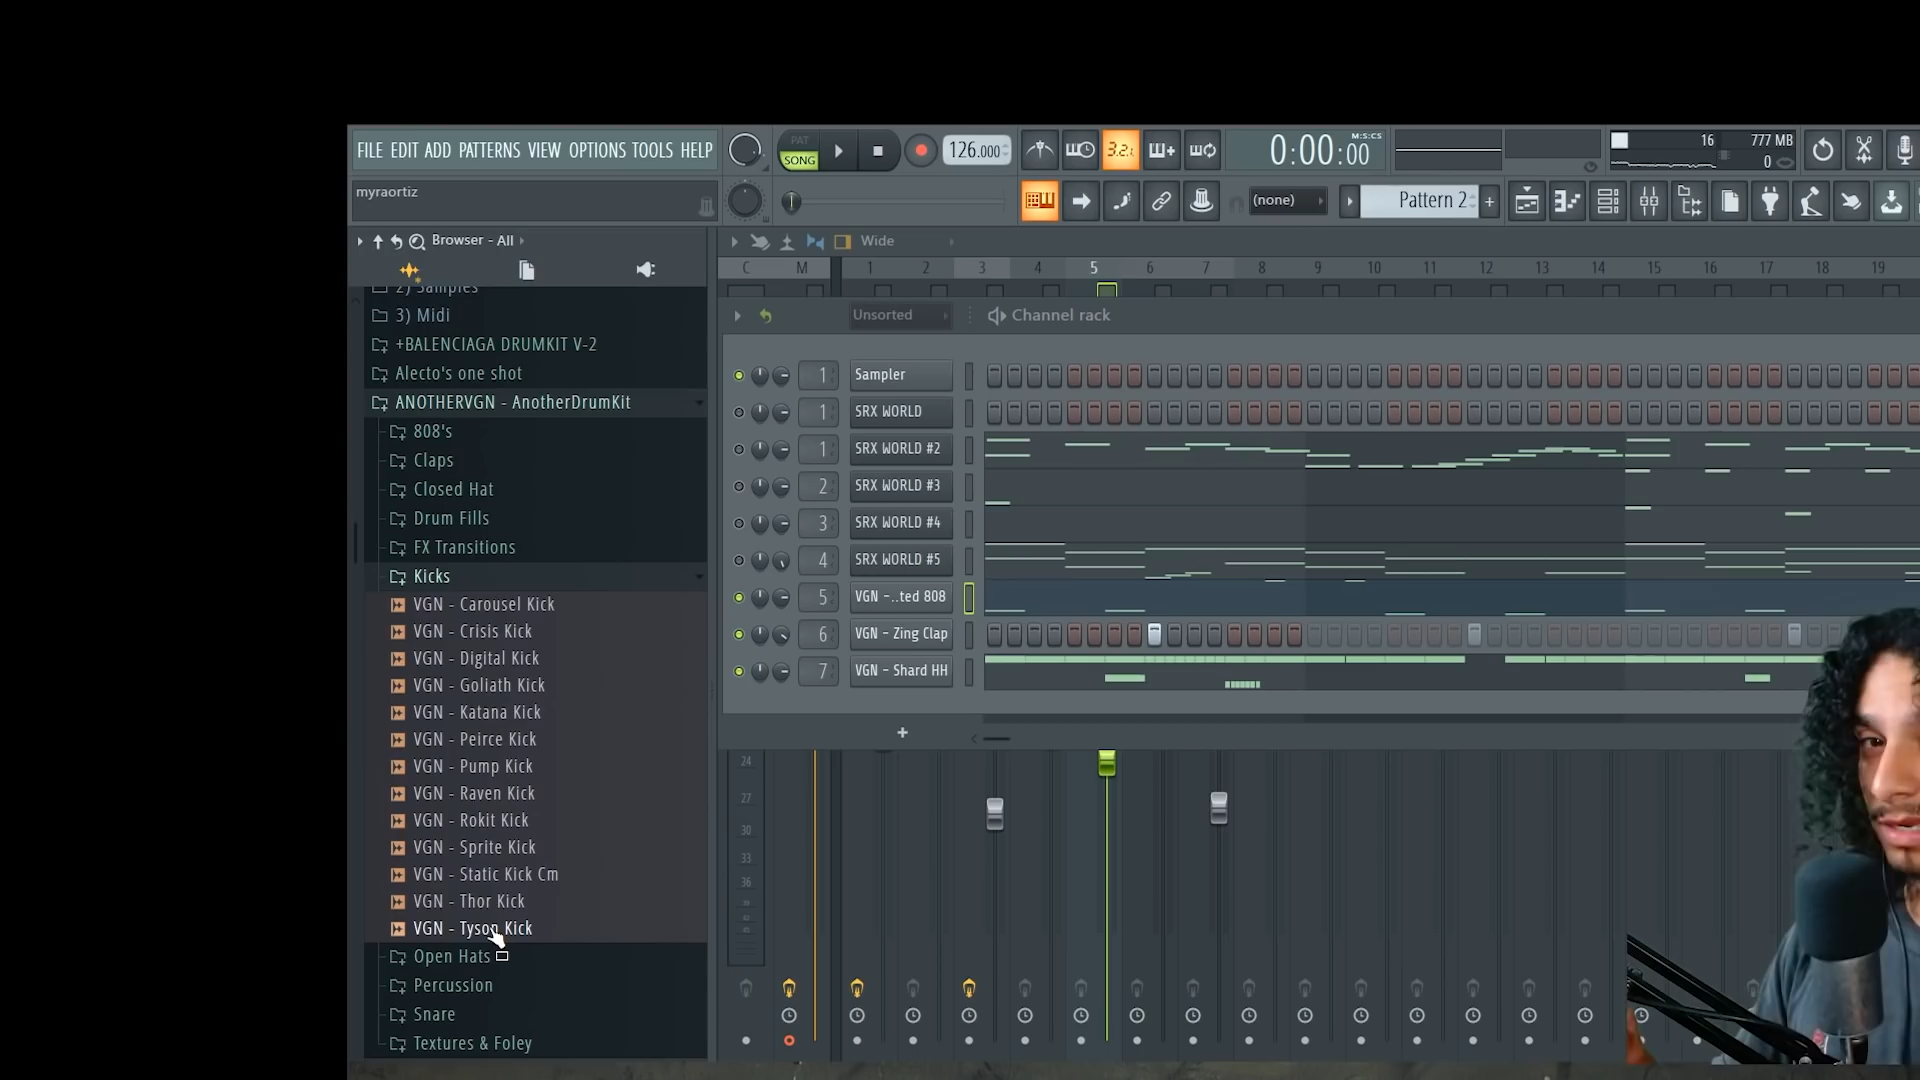 FILE EDIT ADD PATTERNS VIEW OPTIONS TOOLS HELP
PAT
SONG
126.000
3.2.
0:00:00
M:S:CS
16
777 MB
0
myraortiz
(none)
Pattern 2
+
Browser - All
Wide
C M 1 2 3 4 5 6 7 8 9 10 11 12 13 14 15 16 17 18 19
2) Samples
3) Midi
+BALENCIAGA DRUMKIT V-2
Alecto's one shot
ANOTHERVGN - AnotherDrumKit
808's
Claps
Closed Hat
Drum Fills
FX Transitions
Kicks
VGN - Carousel Kick
VGN - Crisis Kick
VGN - Digital Kick
VGN - Goliath Kick
VGN - Katana Kick
VGN - Peirce Kick
VGN - Pump Kick
VGN - Raven Kick
VGN - Rokit Kick
VGN - Sprite Kick
VGN - Static Kick Cm
VGN - Thor Kick
VGN - Tyson Kick
Open Hats
Percussion
Snare
Textures & Foley
Unsorted
Channel rack
1 Sampler
1 SRX WORLD
1 SRX WORLD #2
2 SRX WORLD #3
3 SRX WORLD #4
4 SRX WORLD #5
5 VGN -..ted 808
6 VGN - Zing Clap
7 VGN - Shard HH
+
24
27
30
33
36